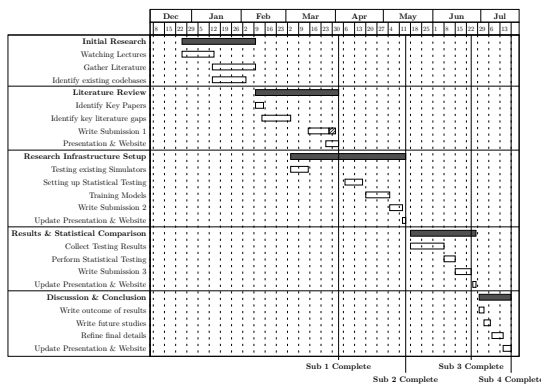 Dec Jan Feb Mar Apr May Jun Jul
8 15 22 29 5 12 19 26 2 9 16 23 2 9 16 23 30 6 13 20 27 4 11 18 25 1 8 15 22 29 6 13
Initial Research
Watching Lectures
Gather Literature
Identify existing codebases
Literature Review
Identify Key Papers
Identify key literature gaps
Write Submission 1
Presentation & Website
Research Infrastructure Setup
Testing existing Simulators
Setting up Statistical Testing
Training Models
Write Submission 2
Update Presentation & Website
Results & Statistical Comparison
Collect Testing Results
Perform Statistical Testing
Write Submission 3
Update Presentation & Website
Discussion & Conclusion
Write outcome of results
Write future studies
Refine final details
Update Presentation & Website
Sub 1 Complete Sub 3 Complete
Sub 2 Complete Sub 4 Complete